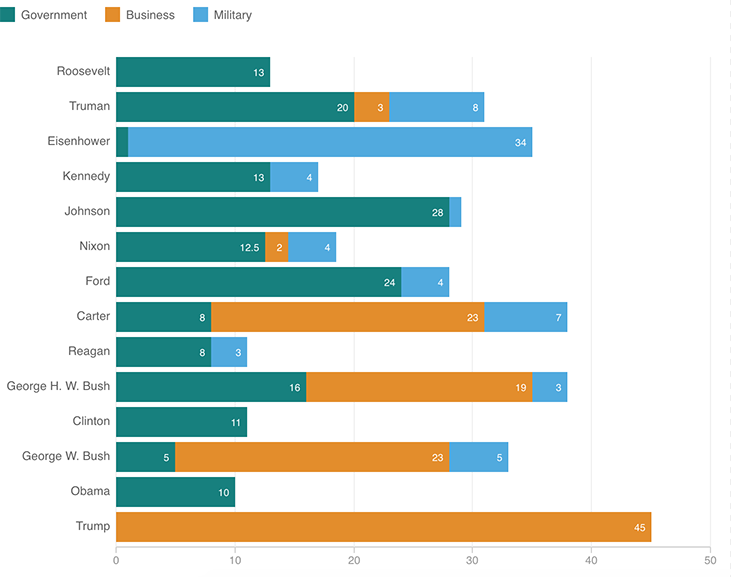 Government Business Military
Roosevelt 13
Truman 20 3 8
Eisenhower 34
Kennedy 13 4
Johnson 28
Nixon 12.5 2 4
Ford 24 4
Carter 8 23 7
Reagan 8 3
George H. W. Bush 16 19 3
Clinton 11
George W. Bush 5 23 5
Obama 10
Trump 45
0 10 20 30 40 50